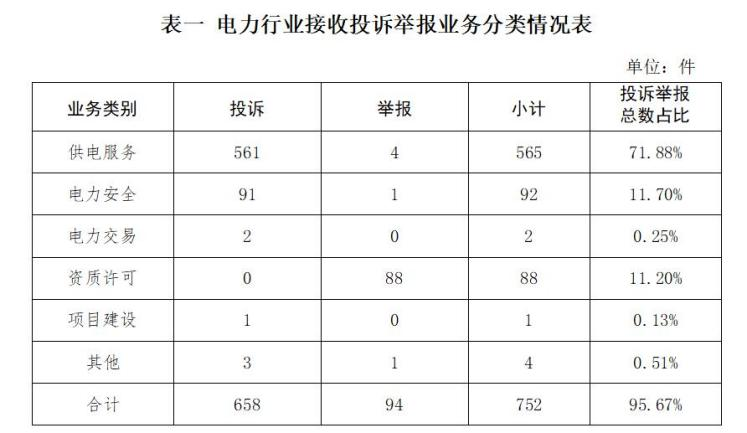 表一 电力行业接收投诉举报业务分类情况表
单位：件
业务类别 投诉 举报 小计 投诉举报
总数占比
供电服务 561 4 565 71.88%
电力安全 91 1 92 11.70%
电力交易 2 0 2 0.25%
资质许可 0 88 88 11.20%
项目建设 1 0 1 0.13%
其他 3 1 4 0.51%
合计 658 94 752 95.67%